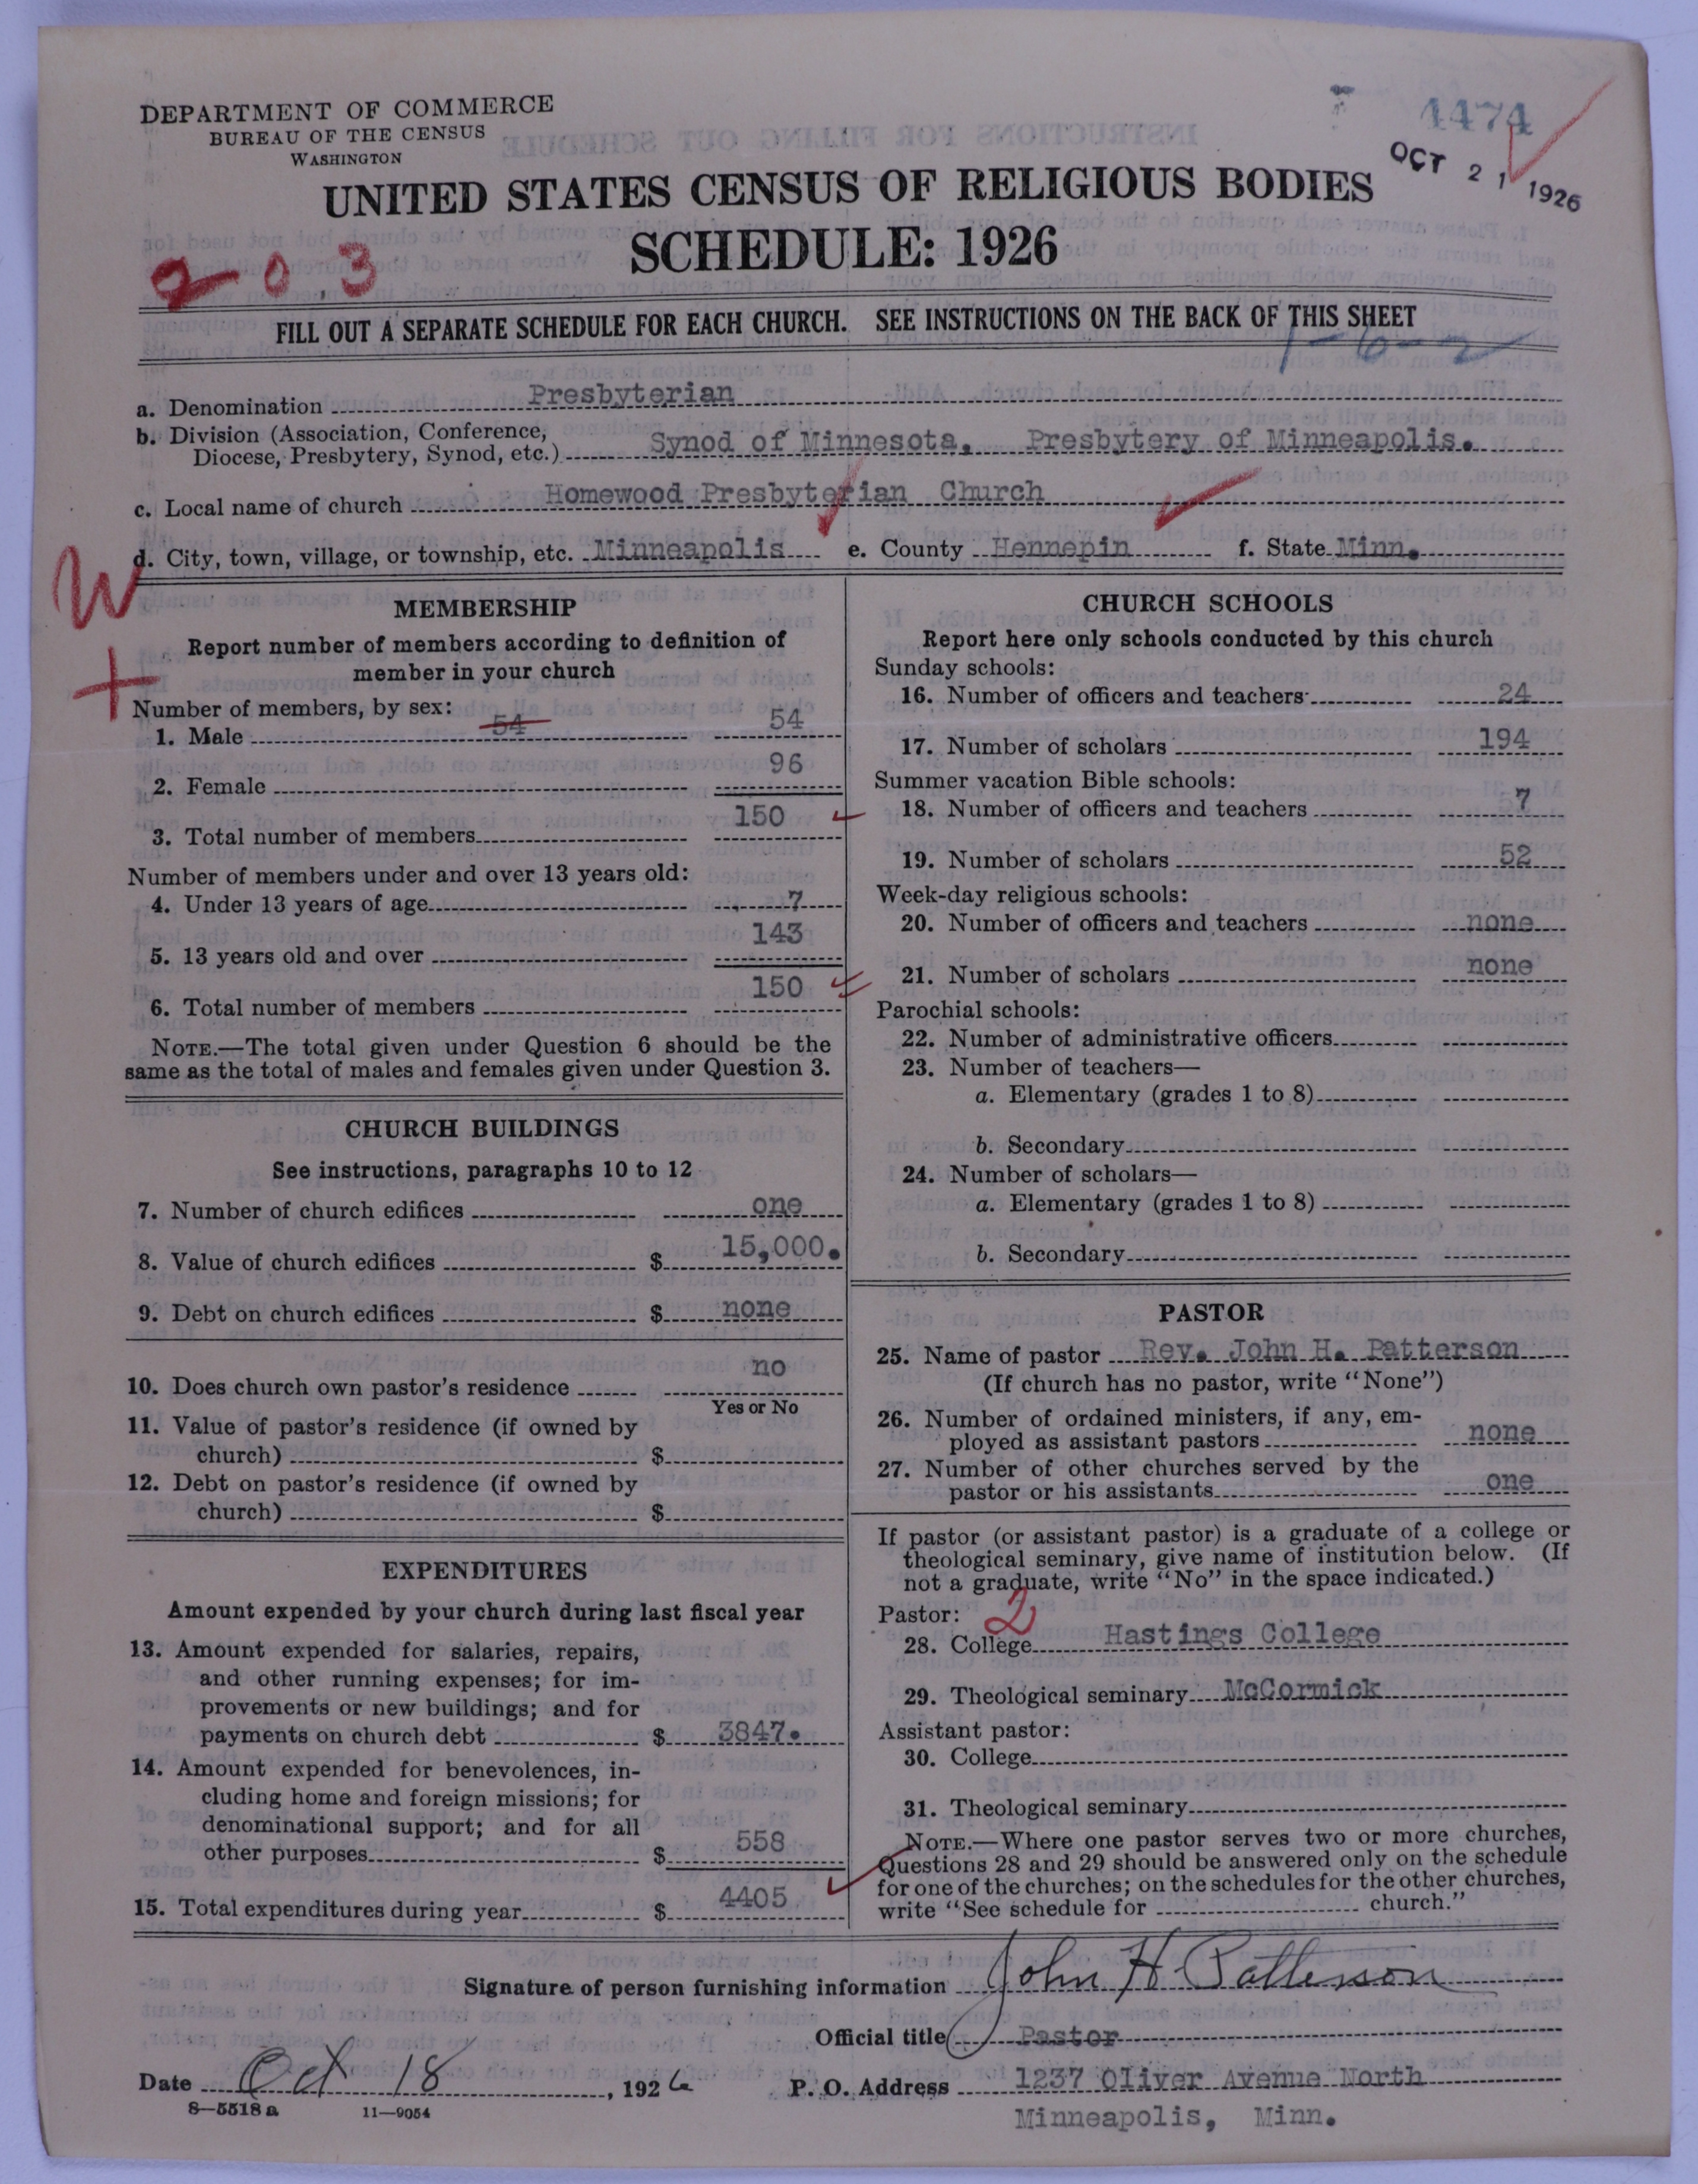 4474
OCT 21 1926
DEPARTMENT OF COMMERCE
BUREAU OF THE CENSUS
WASHINGTON
UNITED STATES CENSUS OF RELIGIOUS BODIES
SCHEDULE: 1926
203
FILL OUT A SEPARATE SCHEDULE FOR EACH CHURCH. SEE INSTRUCTIONS ON THE BACK OF THIS SHEET
1-6-2
a. Denomination Presbyterian
b. Division (Association, Conference,
Diocese, Presbytery, Synod, etc.) Synod of Minnesota, Presbytery of Minneapolis.
c. Local name of church Homewood Presbyterian Church
d. City, town, village, or township, etc. Minneapolis e. County Hennepin f. State Minn.
W
+
MEMBERSHIP
Report number of members according to definition of
member in your church
Number of members, by sex:
1. Male 54 54
2. Female 96
3. Total number of members 150
Number of members under and over 13 years old:
4. Under 13 years of age 7
5. 13 years old and over 143
6. Total number of members 150
NOTE.—The total given under Question 6 should be the
same as the total of males and females given under Question 3.
CHURCH BUILDINGS
See instructions, paragraphs 10 to 12
7. Number of church edifices one
8. Value of church edifices $ 15,000.
9. Debt on church edifices $ none
10. Does church own pastor's residence no
Yes or No
11. Value of pastor's residence (if owned by
church) $
12. Debt on pastor's residence (if owned by
church) $
EXPENDITURES
Amount expended by your church during last fiscal year
13. Amount expended for salaries, repairs,
and other running expenses; for im-
provements or new buildings; and for
payments on church debt $ 3847.
14. Amount expended for benevolences, in-
cluding home and foreign missions; for
denominational support; and for all
other purposes $ 558
15. Total expenditures during year $ 4405
CHURCH SCHOOLS
Report here only schools conducted by this church
Sunday schools:
16. Number of officers and teachers 24
17. Number of scholars 194
Summer vacation Bible schools:
18. Number of officers and teachers 7
19. Number of scholars 52
Week-day religious schools:
20. Number of officers and teachers none
21. Number of scholars none
Parochial schools:
22. Number of administrative officers
23. Number of teachers—
a. Elementary (grades 1 to 8)
b. Secondary
24. Number of scholars—
a. Elementary (grades 1 to 8)
b. Secondary
PASTOR
25. Name of pastor Rev. John H. Patterson
(If church has no pastor, write "None")
26. Number of ordained ministers, if any, em-
ployed as assistant pastors none
27. Number of other churches served by the
pastor or his assistants one
If pastor (or assistant pastor) is a graduate of a college or
theological seminary, give name of institution below. (If
not a graduate, write "No" in the space indicated.)
Pastor: 2
28. College Hastings College
29. Theological seminary McCormick
Assistant pastor:
30. College
31. Theological seminary
NOTE.—Where one pastor serves two or more churches,
Questions 28 and 29 should be answered only on the schedule
for one of the churches; on the schedules for the other churches,
write "See schedule for church."
Signature of person furnishing information John H Patterson
Official title Pastor
Date Oct 18, 1926 P. O. Address 1237 Oliver Avenue North
8—5518a 11—9054
Minneapolis, Minn.